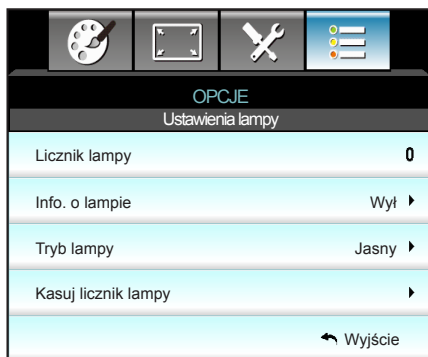 OPCJE
Ustawienia lampy
Licznik lampy 0
Info. o lampie Wył
Tryb lampy Jasny
Kasuj licznik lampy
Wyjście